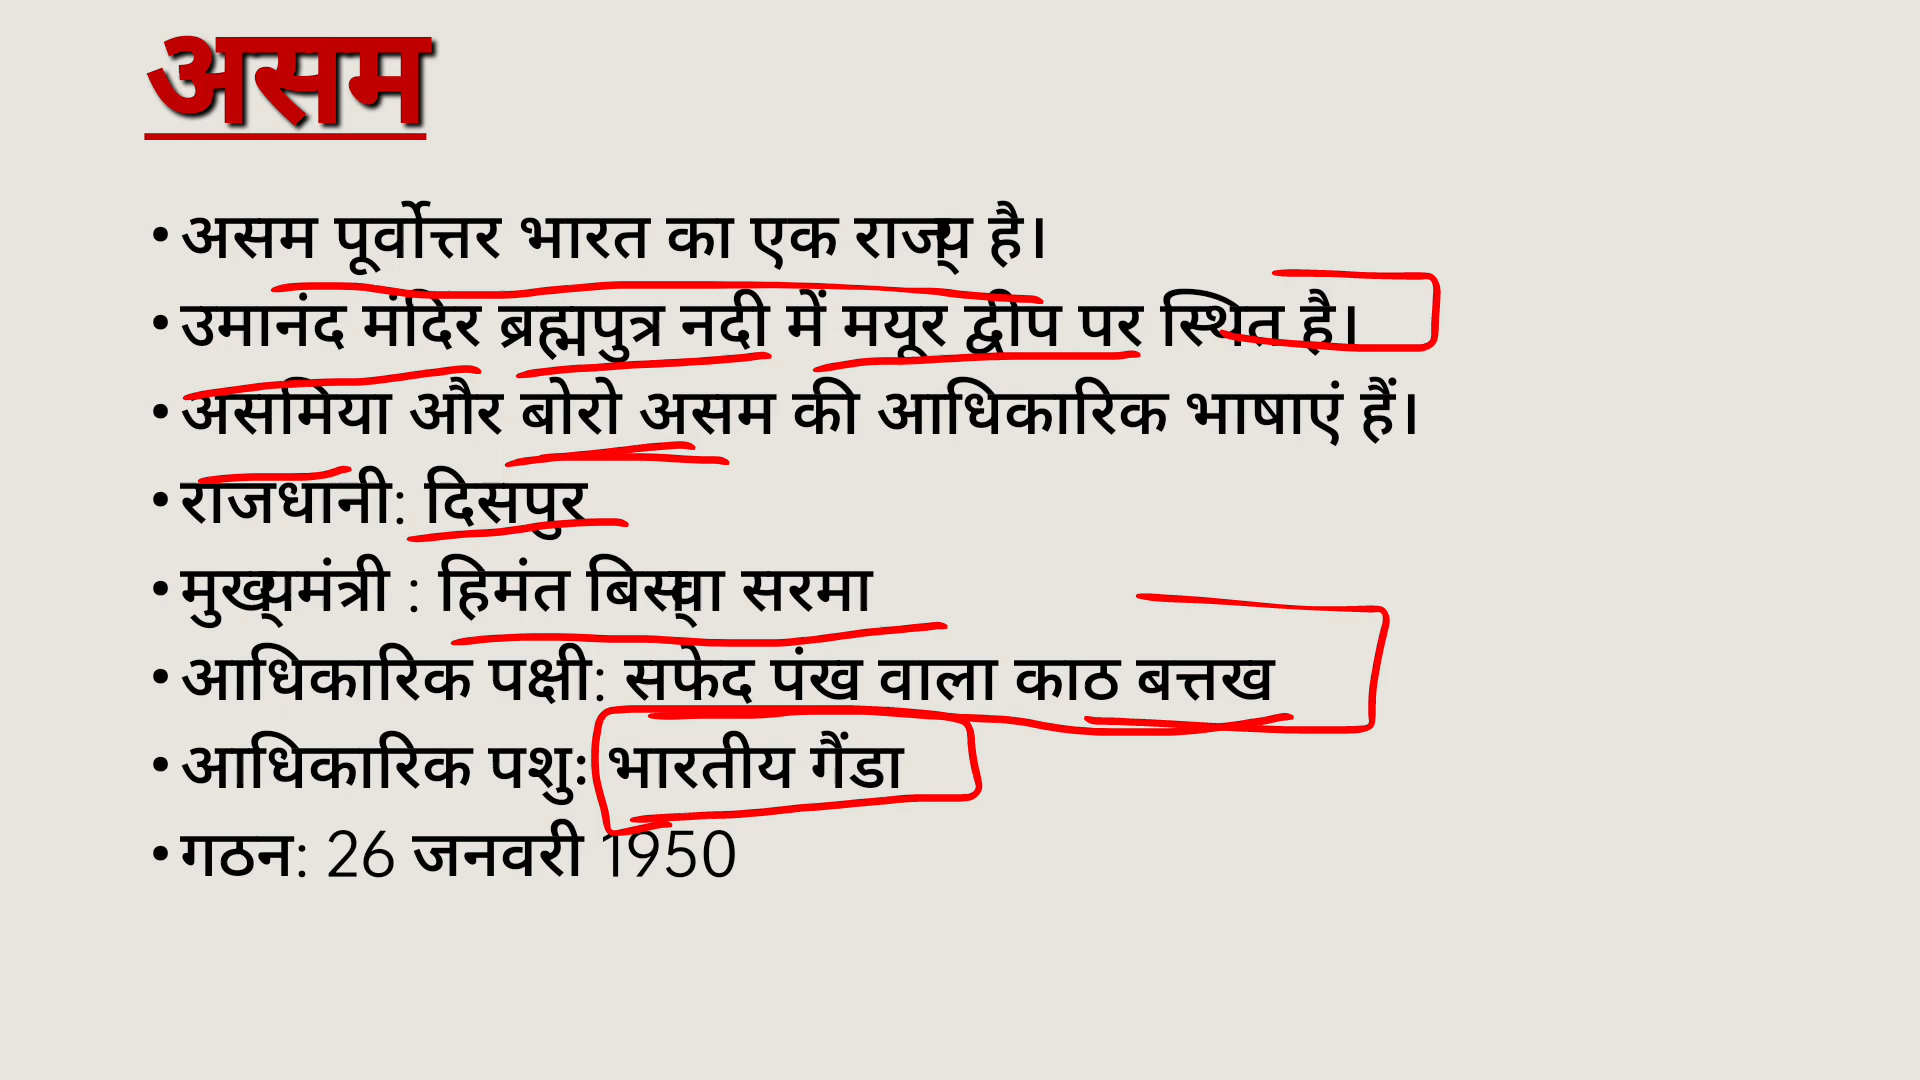 असम
• असम पूर्वोत्तर भारत का एक राज्य है।
• उमानंद मंदिर ब्रह्मपुत्र नदी में मयूर द्वीप पर स्थित है।
• असमिया और बोरो असम की आधिकारिक भाषाएं हैं।
• राजधानी: दिसपुर
• मुख्यमंत्री : हिमंत बिस्वा सरमा
• आधिकारिक पक्षी: सफेद पंख वाला काठ बत्तख
• आधिकारिक पशुः भारतीय गैंडा
• गठन: 26 जनवरी 1950